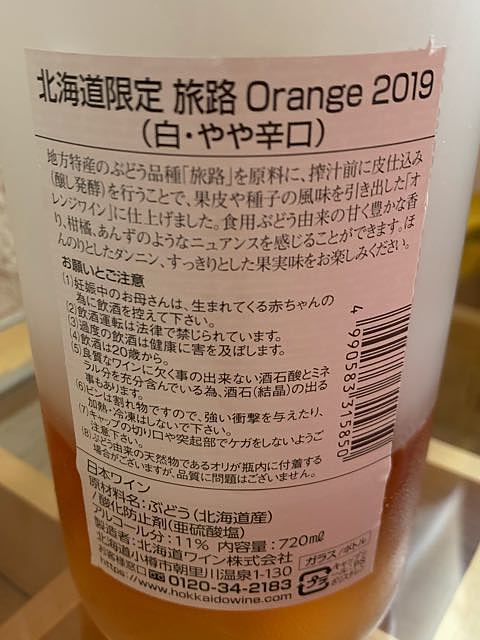 北海道限定 旅路 Orange 2019
（白・やや辛口）
地方特産のぶどう品種「旅路」を原料に、搾汁前に皮仕込み
（醸し発酵）を行うことで、果皮や種子の風味を引き出した「オ
レンジワイン」に仕上げました。食用ぶどう由来の甘く豊かな香
り、柑橘、あんずのようなニュアンスを感じることができます。ほ
んのりとしたタンニン、すっきりとした果実味をお楽しみください。
お願いとご注意
(1)妊娠中のお母さんは、生まれてくる赤ちゃんの
為に飲酒を控えて下さい。
(2)飲酒運転は法律で禁じられています。
(3)過度の飲酒は健康に害を及ぼします。
(4)飲酒は20歳から。
(5)良質なワインに欠く事の出来ない酒石酸とミネ
ラル分を充分含んでいる為、酒石(結晶)の出る
事もあります。
(6)ビンは割れ物ですので、強い衝撃を与えたり、
加熱・冷凍はしないで下さい。
(7)キャップの切り口や突起部でケガをしないようご
注意下さい。
(8)ぶどう由来の天然物であるオリが瓶内に付着する
場合がございますが、品質に問題はございません。
4 990583 315820
日本ワイン
原材料名：ぶどう（北海道産）
/酸化防止剤（亜硫酸塩）
アルコール分：11% 内容量：720mℓ
製造者：北海道ワイン株式会社
北海道小樽市朝里川温泉1-130
お客様窓口 0120-34-2183
https://www.hokkaidowine.com
ガラス/ボトル